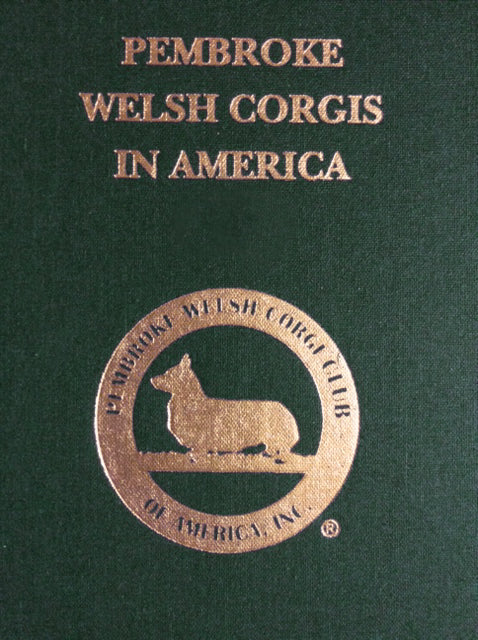 PEMBROKE
WELSH CORGIS
IN AMERICA
PEMBROKE WELSH CORGI CLUB
OF AMERICA, INC.
®